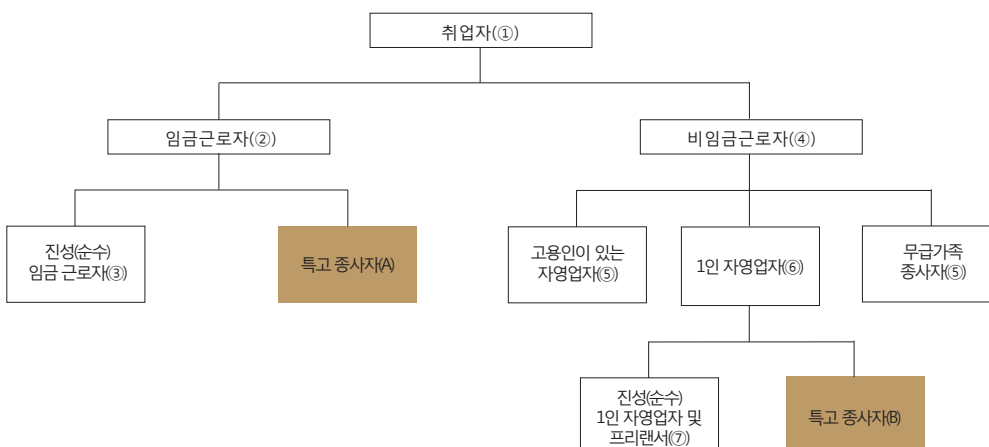 취업자(①)
임금근로자(②)
비임금근로자(④)
진성(순수)
임금 근로자(③)
특고 종사자(A)
고용인이 있는
자영업자(⑤)
1인 자영업자(⑥)
무급가족
종사자(⑤)
진성(순수)
1인 자영업자 및
프리랜서(⑦)
특고 종사자(B)